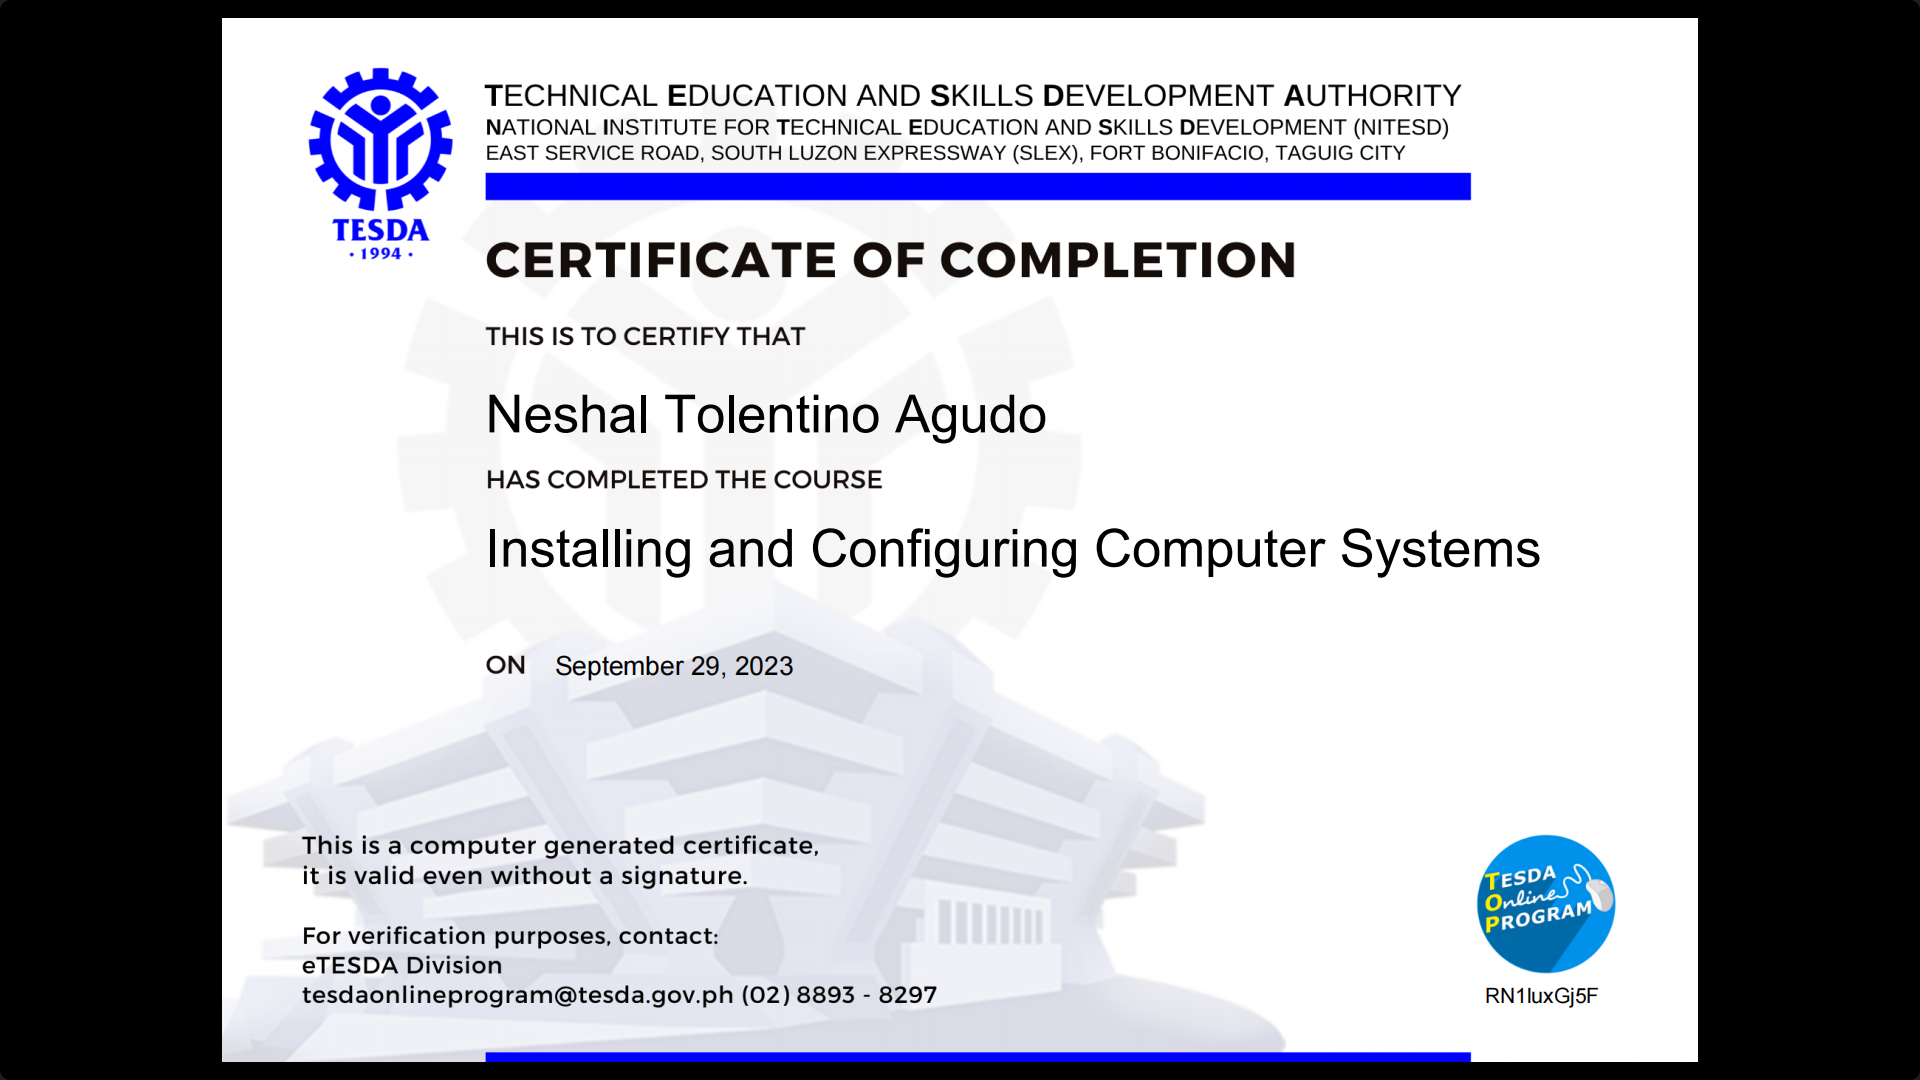 TESDA
· 1994 ·
TECHNICAL EDUCATION AND SKILLS DEVELOPMENT AUTHORITY
NATIONAL INSTITUTE FOR TECHNICAL EDUCATION AND SKILLS DEVELOPMENT (NITESD)
EAST SERVICE ROAD, SOUTH LUZON EXPRESSWAY (SLEX), FORT BONIFACIO, TAGUIG CITY
CERTIFICATE OF COMPLETION
THIS IS TO CERTIFY THAT
Neshal Tolentino Agudo
HAS COMPLETED THE COURSE
Installing and Configuring Computer Systems
ON September 29, 2023
This is a computer generated certificate,
it is valid even without a signature.
For verification purposes, contact:
eTESDA Division
tesdaonlineprogram@tesda.gov.ph (02) 8893 - 8297
TESDA
Online
PROGRAM
RN1luxGj5F